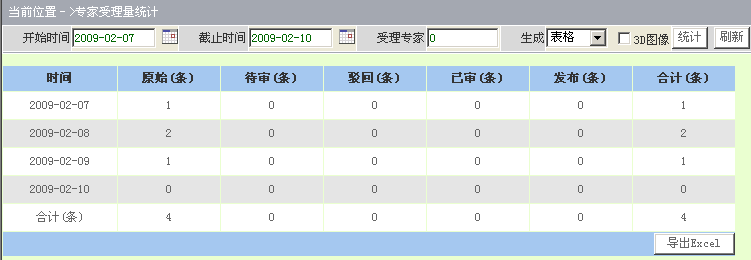 当前位置－>专家受理量统计
开始时间 2009-02-07 截止时间 2009-02-10 受理专家 0 生成 表格 3D图像 统计 刷新
时间 原始(条) 待审(条) 驳回(条) 已审(条) 发布(条) 合计(条)
2009-02-07 1 0 0 0 0 1
2009-02-08 2 0 0 0 0 2
2009-02-09 1 0 0 0 0 1
2009-02-10 0 0 0 0 0 0
合计(条) 4 0 0 0 0 4
导出Excel